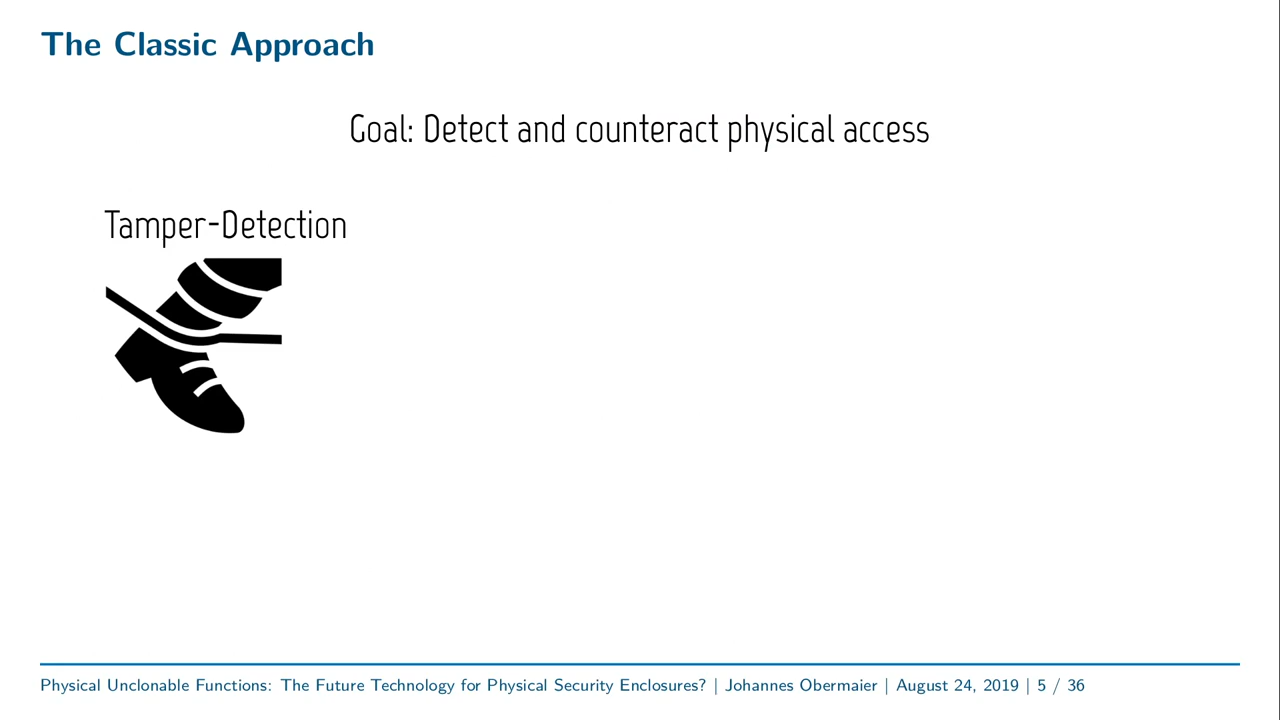 The Classic Approach
Goal: Detect and counteract physical access
Tamper-Detection
Physical Unclonable Functions: The Future Technology for Physical Security Enclosures? | Johannes Obermaier | August 24, 2019 | 5 / 36